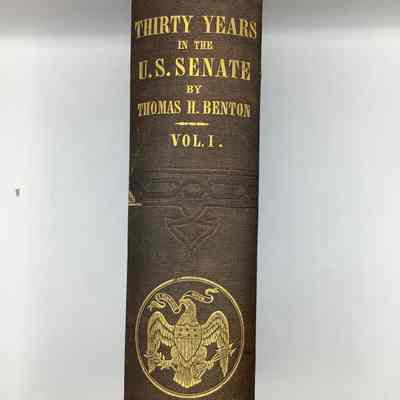 THIRTY YEARS
IN THE
U.S. SENATE
BY
THOMAS H. BENTON
VOL. I.